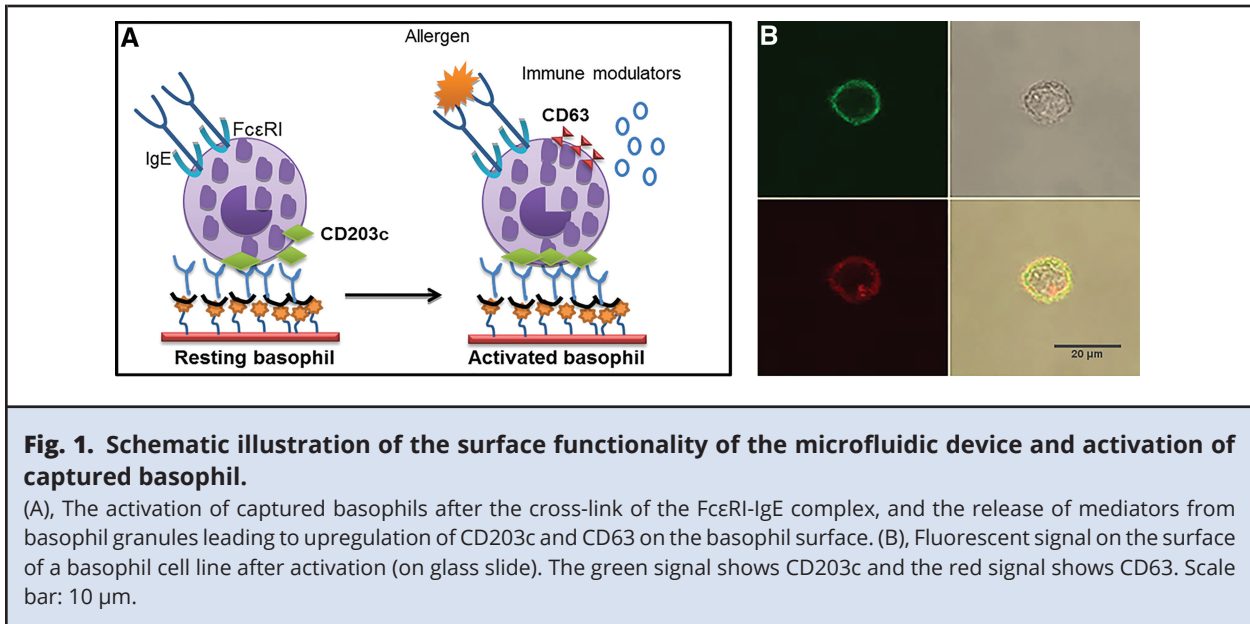 A
Allergen
Immune modulators
CD63
FcεRI
IgE
CD203c
Resting basophil
Activated basophil
B
20 µm
Fig. 1. Schematic illustration of the surface functionality of the microfluidic device and activation of
captured basophil.
(A), The activation of captured basophils after the cross-link of the FcεRI-IgE complex, and the release of mediators from
basophil granules leading to upregulation of CD203c and CD63 on the basophil surface. (B), Fluorescent signal on the surface
of a basophil cell line after activation (on glass slide). The green signal shows CD203c and the red signal shows CD63. Scale
bar: 10 µm.